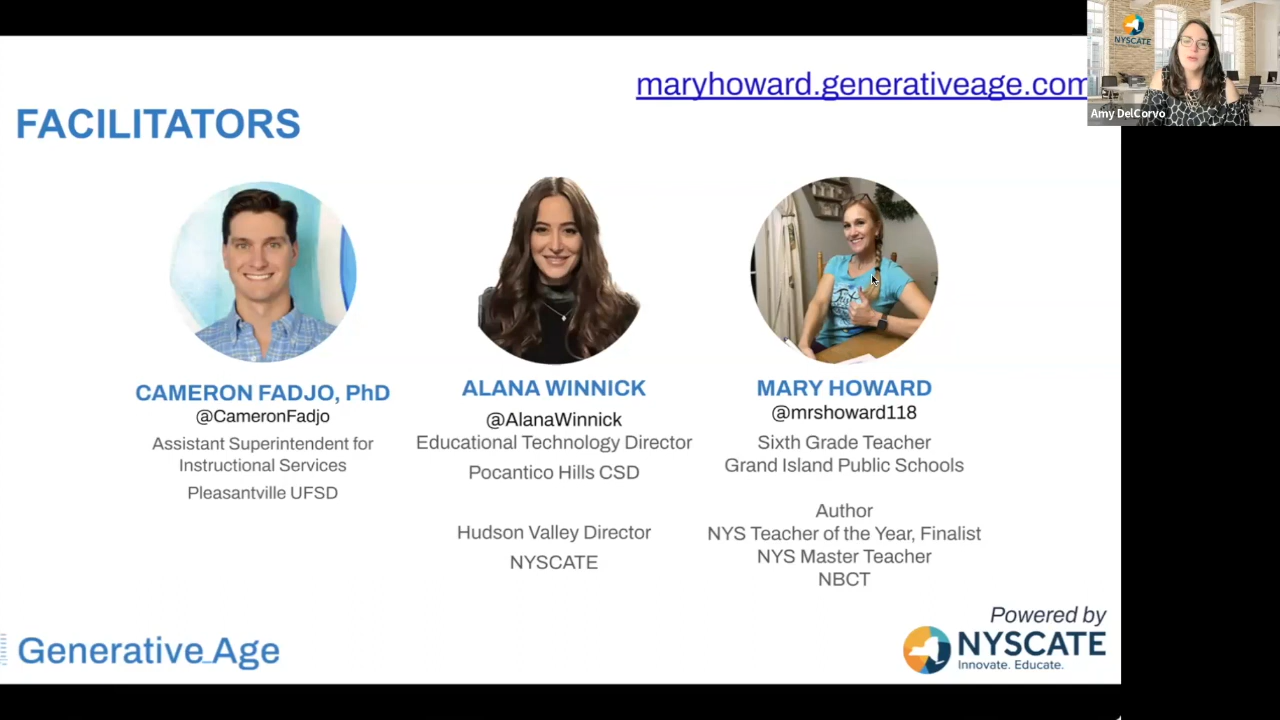 maryhoward.generativeage.com
NYSCATE
Amy DelCorvo
FACILITATORS
CAMERON FADJO, PhD
@CameronFadjo
Assistant Superintendent for
Instructional Services
Pleasantville UFSD
ALANA WINNICK
@AlanaWinnick
Educational Technology Director
Pocantico Hills CSD
Hudson Valley Director
NYSCATE
MARY HOWARD
@mrshoward118
Sixth Grade Teacher
Grand Island Public Schools
Author
NYS Teacher of the Year, Finalist
NYS Master Teacher
NBCT
Generative Age
Powered by
NYSCATE
Innovate. Educate.